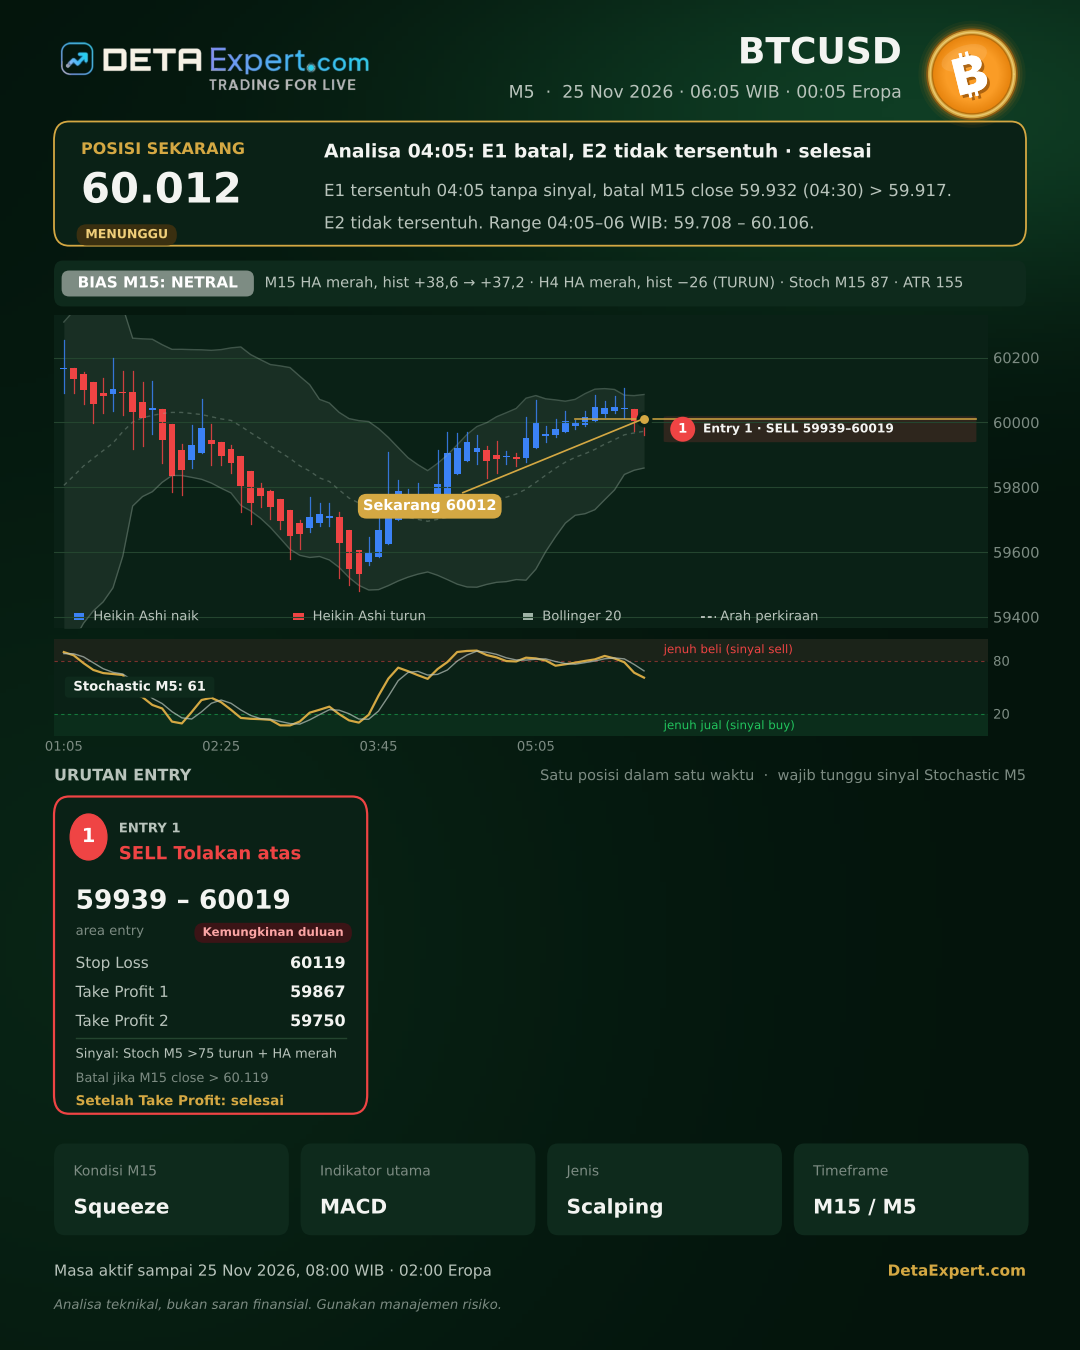 DETA Expert.com
TRADING FOR LIVE
BTCUSD
M5 · 25 Nov 2026 · 06:05 WIB · 00:05 Eropa
POSISI SEKARANG
60.012
MENUNGGU
Analisa 04:05: E1 batal, E2 tidak tersentuh · selesai
E1 tersentuh 04:05 tanpa sinyal, batal M15 close 59.932 (04:30) > 59.917.
E2 tidak tersentuh. Range 04:05–06 WIB: 59.708 – 60.106.
BIAS M15: NETRAL
M15 HA merah, hist +38,6 → +37,2 · H4 HA merah, hist −26 (TURUN) · Stoch M15 87 · ATR 155
60200
60000
59800
59600
59400
1 Entry 1 · SELL 59939–60019
Sekarang 60012
Heikin Ashi naik
Heikin Ashi turun
Bollinger 20
Arah perkiraan
jenuh beli (sinyal sell)
80
Stochastic M5: 61
20
jenuh jual (sinyal buy)
01:05 02:25 03:45 05:05
URUTAN ENTRY
Satu posisi dalam satu waktu · wajib tunggu sinyal Stochastic M5
1
ENTRY 1
SELL Tolakan atas
59939 – 60019
area entry
Kemungkinan duluan
Stop Loss 60119
Take Profit 1 59867
Take Profit 2 59750
Sinyal: Stoch M5 >75 turun + HA merah
Batal jika M15 close > 60.119
Setelah Take Profit: selesai
Kondisi M15
Squeeze
Indikator utama
MACD
Jenis
Scalping
Timeframe
M15 / M5
Masa aktif sampai 25 Nov 2026, 08:00 WIB · 02:00 Eropa
DetaExpert.com
Analisa teknikal, bukan saran finansial. Gunakan manajemen risiko.